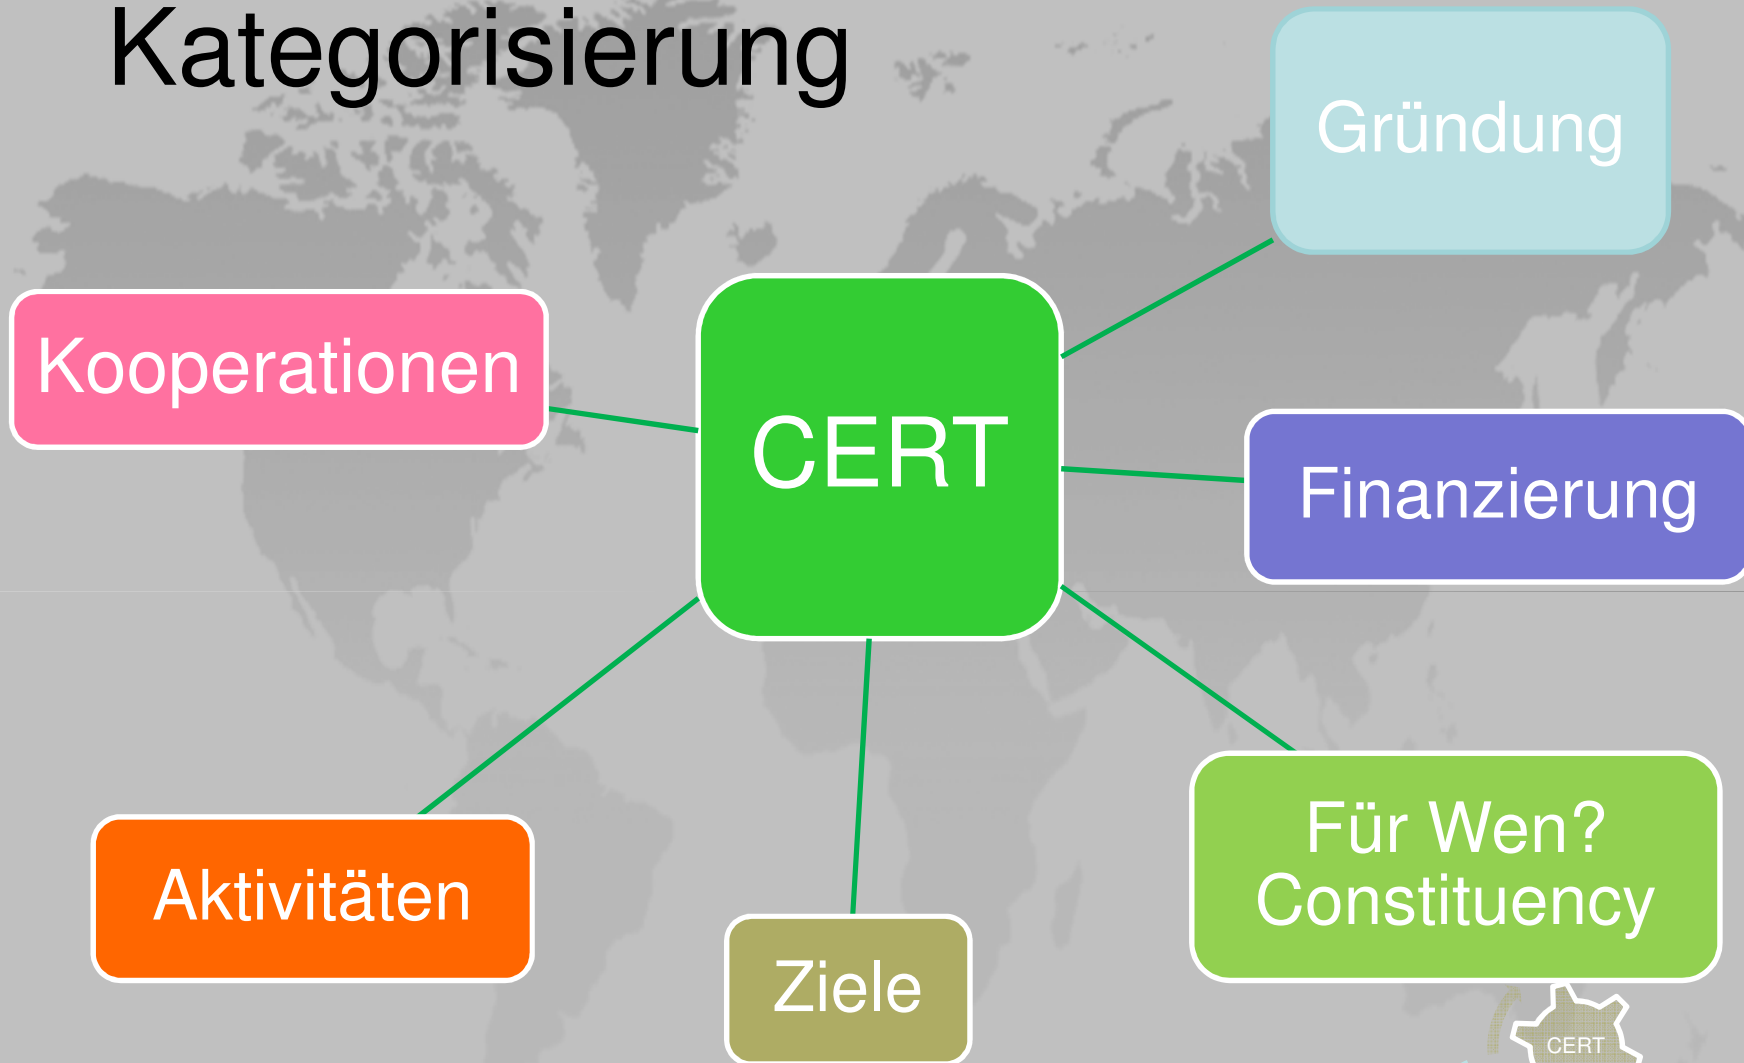 Kategorisierung
Gründung
Kooperationen
CERT
Finanzierung
Für Wen?
Constituency
Aktivitäten
Ziele
CERT